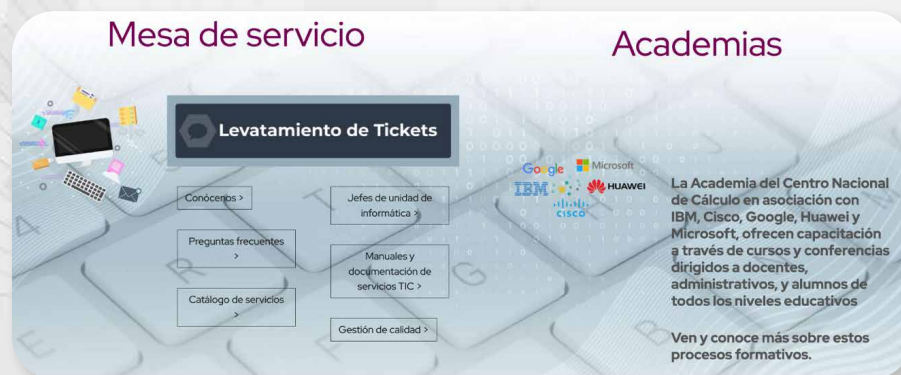 Mesa de servicio
Levatamiento de Tickets
Conócenos >
Preguntas frecuentes
>
Catálogo de servicios
>
Jefes de unidad de
informática >
Manuales y
documentación de
servicios TIC >
Gestión de calidad >
Academias
Google
Microsoft
IBM
HUAWEI
CISCO
La Academia del Centro Nacional
de Cálculo en asociación con
IBM, Cisco, Google, Huawei y
Microsoft, ofrecen capacitación
a través de cursos y conferencias
dirigidos a docentes,
administrativos, y alumnos de
todos los niveles educativos
Ven y conoce más sobre estos
procesos formativos.